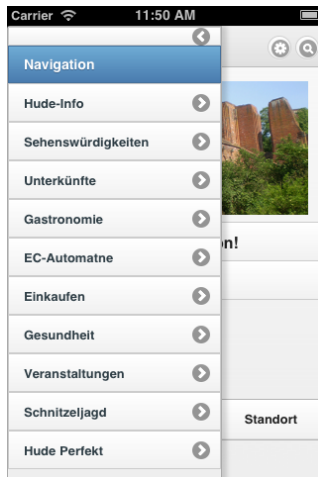 Carrier 11:50 AM
Navigation
Hude-Info
Sehenswürdigkeiten
Unterkünfte
Gastronomie
EC-Automatne
Einkaufen
Gesundheit
Veranstaltungen
Schnitzeljagd
Hude Perfekt
n!
Standort